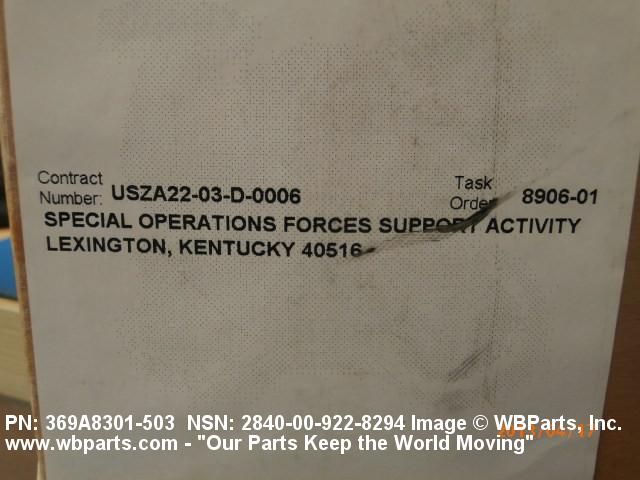 Contract
Number: USZA22-03-D-0006 Task
Order 8906-01
SPECIAL OPERATIONS FORCES SUPPORT ACTIVITY
LEXINGTON, KENTUCKY 40516
PN: 369A8301-503 NSN: 2840-00-922-8294 Image © WBParts, Inc.
www.wbparts.com - "Our Parts Keep the World Moving"